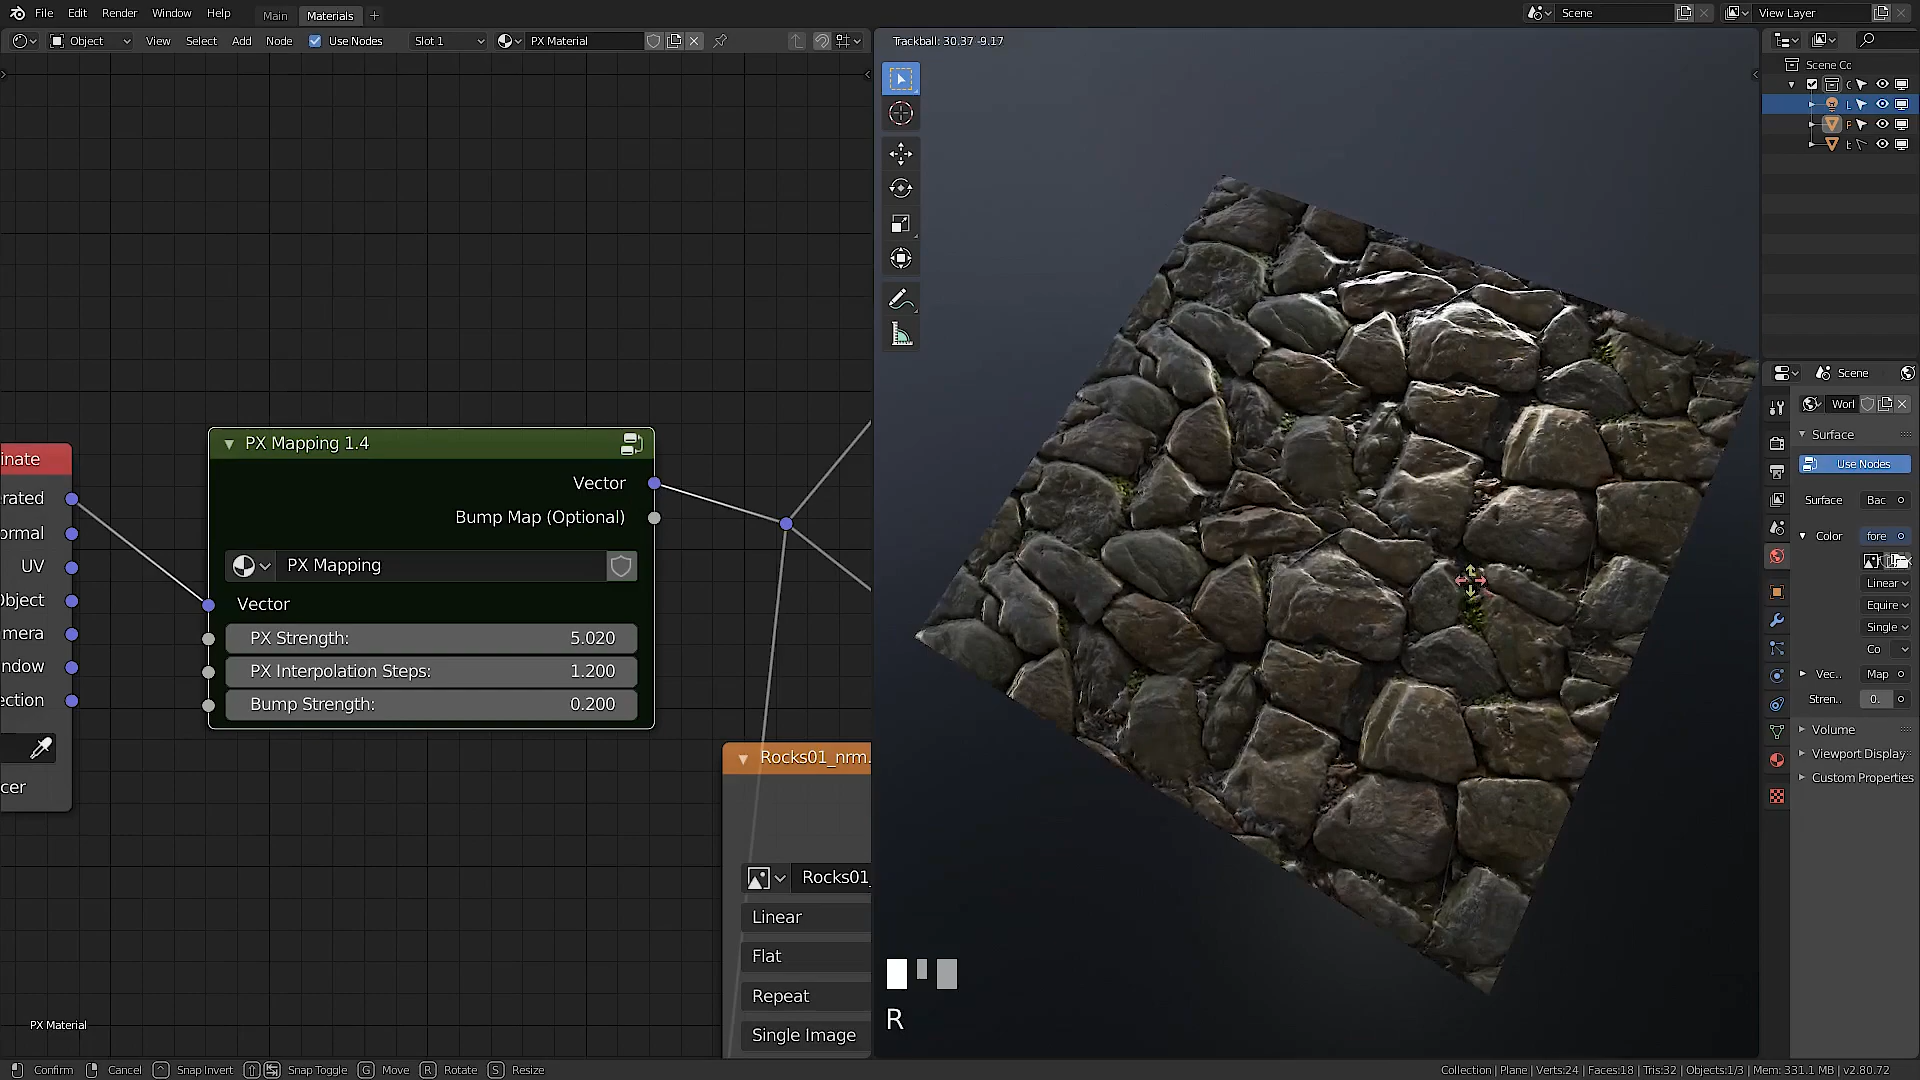 File Edit Render Window Help Main Materials + Scene View Layer
Object View Select Add Node Use Nodes Slot 1 PX Material
Trackball: 30.37 -9.17
Scene Cc
inate
rated
ormal
UV
Object
mera
ndow
ection
cer
PX Mapping 1.4
Vector
Bump Map (Optional)
PX Mapping
Vector
PX Strength: 5.020
PX Interpolation Steps: 1.200
Bump Strength: 0.200
Rocks01_nrm.
Rocks01_
Linear
Flat
Repeat
Single Image
PX Material
R
Scene
Worl
Surface
Use Nodes
Surface Bac
Color fore
Linear
Equire
Single
Co
Vec.. Map
Stren.. 0.
Volume
Viewport Display
Custom Properties
Confirm Cancel Snap Invert Snap Toggle G Move R Rotate S Resize
Collection | Plane | Verts:24 | Faces:18 | Tris:32 | Objects:1/3 | Mem: 331.1 MB | v2.80.72